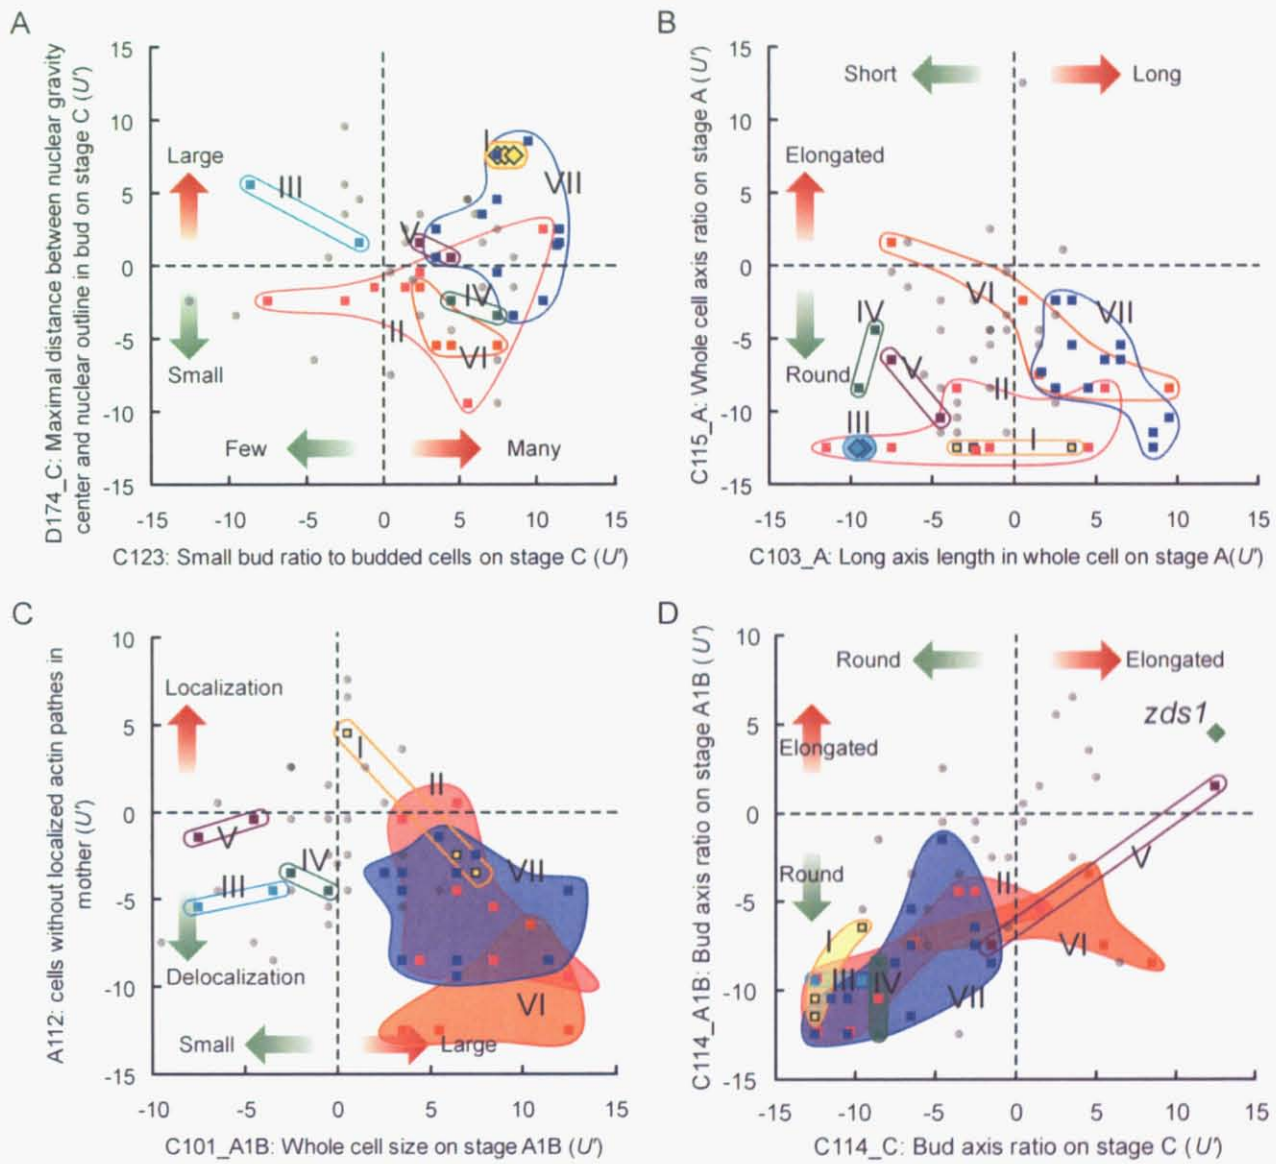 A
D174_C: Maximal distance between nuclear gravity
center and nuclear outline in bud on stage C (U')
15
10
5
0
-5
-10
-15
Large
Small
Few
Many
I
II
III
IV
V
VI
VII
-15
-10
-5
0
5
10
15
C123: Small bud ratio to budded cells on stage C (U')
B
C115_A: Whole cell axis ratio on stage A (U')
15
10
5
0
-5
-10
-15
Short
Long
Elongated
Round
I
II
III
IV
V
VI
VII
-15
-10
-5
0
5
10
15
C103_A: Long axis length in whole cell on stage A(U')
C
A112: cells without localized actin pathes in
mother (U')
10
5
0
-5
-10
-15
Localization
Delocalization
Small
Large
I
II
III
IV
V
VI
VII
-10
-5
0
5
10
15
C101_A1B: Whole cell size on stage A1B (U')
D
C114_A1B: Bud axis ratio on stage A1B (U')
10
5
0
-5
-10
-15
Round
Elongated
zds1
Elongated
Round
I
II
III
IV
V
VI
VII
-15
-10
-5
0
5
10
15
C114_C: Bud axis ratio on stage C (U')